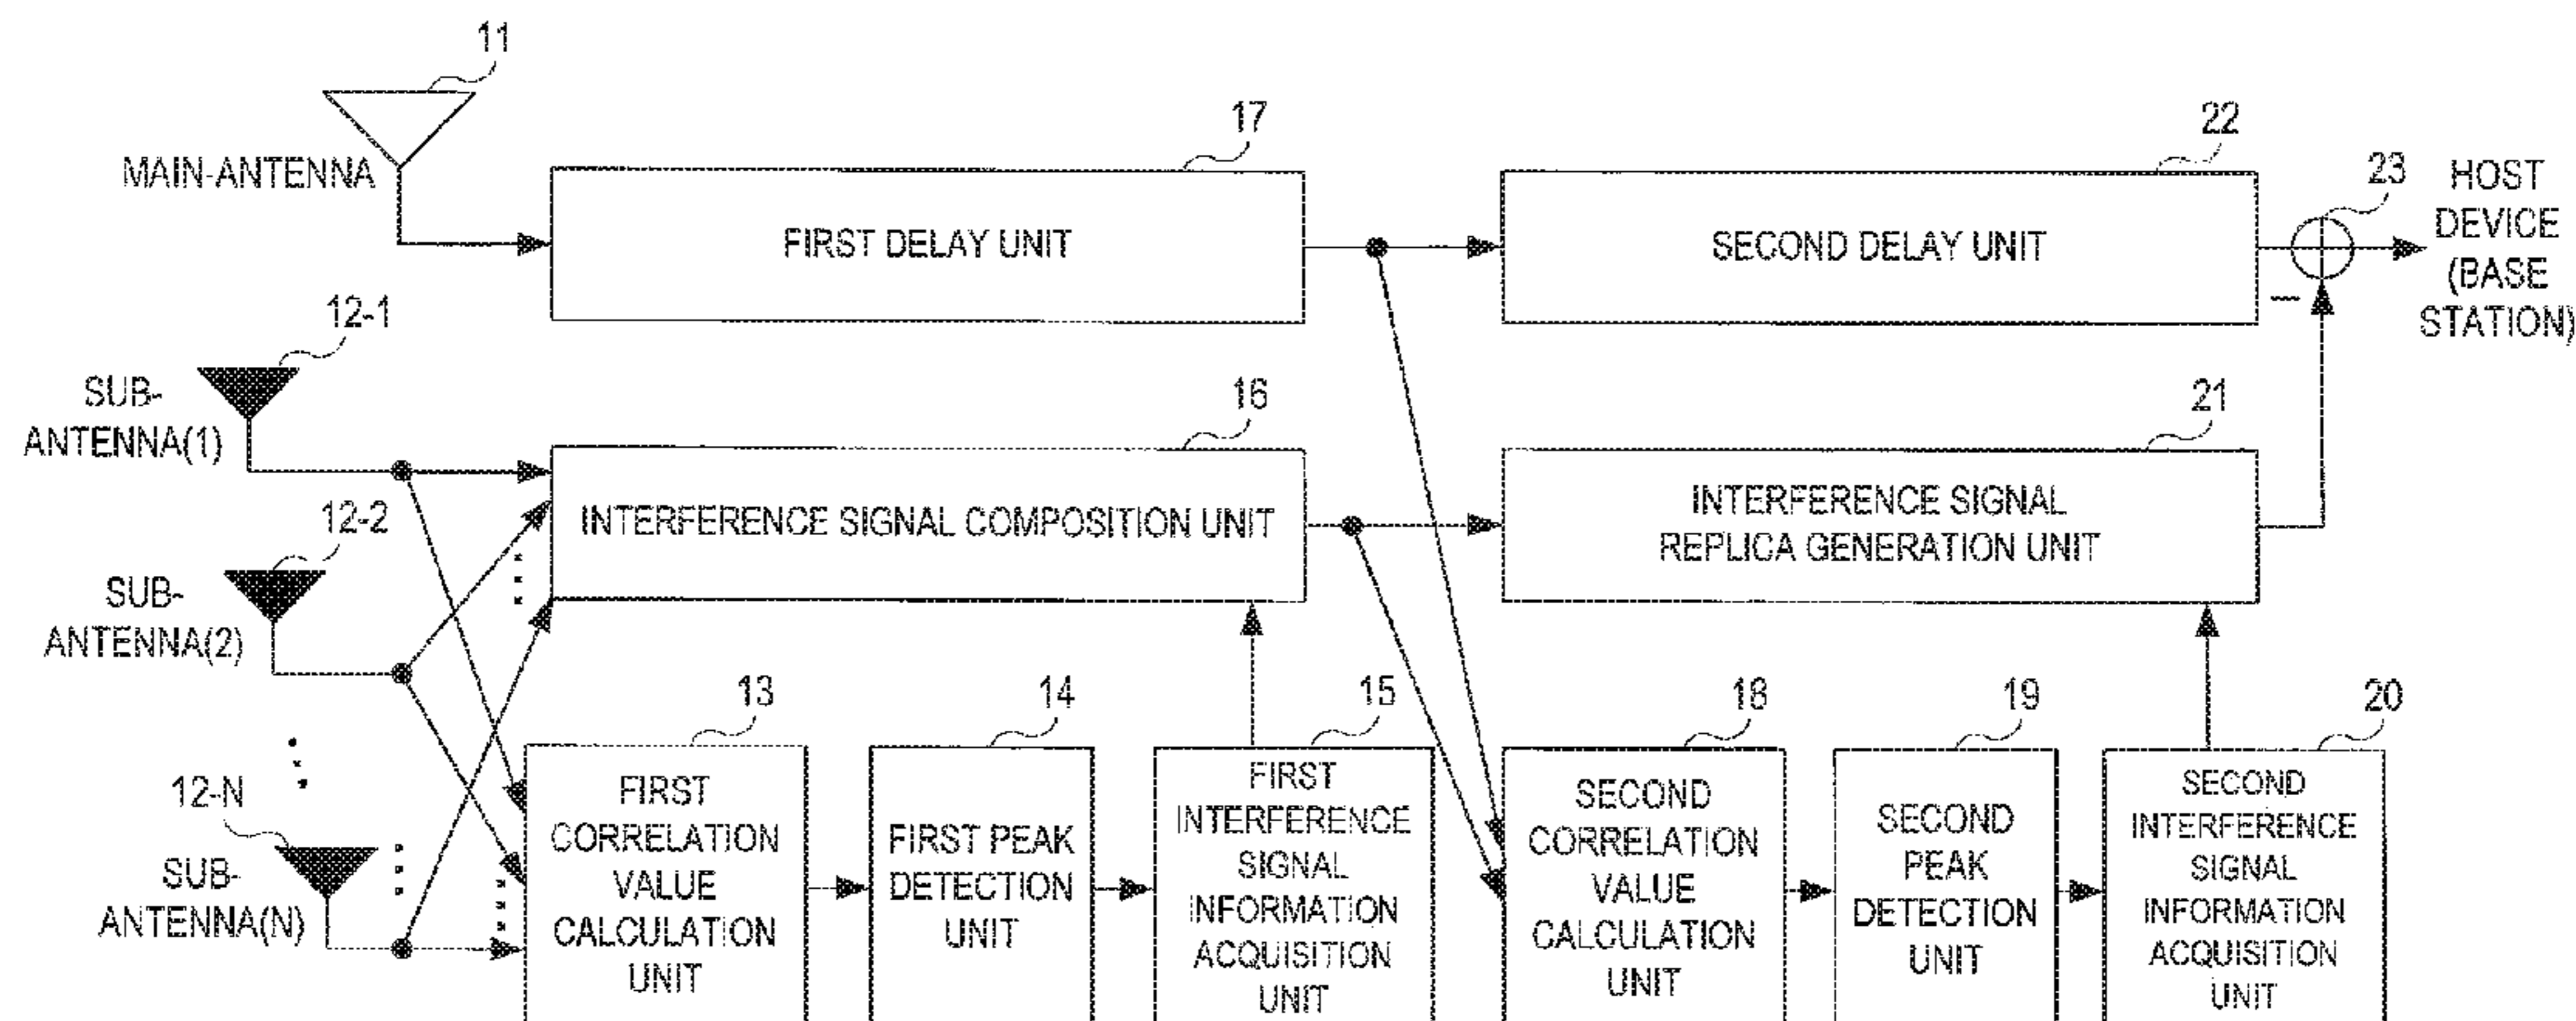 11
MAIN-ANTENNA
17
FIRST DELAY UNIT
22
SECOND DELAY UNIT
23
HOST
DEVICE
(BASE
STATION)
12-1
SUB-
ANTENNA(1)
16
INTERFERENCE SIGNAL COMPOSITION UNIT
21
INTERFERENCE SIGNAL
REPLICA GENERATION UNIT
12-2
SUB-
ANTENNA(2)
12-N
SUB-
ANTENNA(N)
13
FIRST
CORRELATION
VALUE
CALCULATION
UNIT
14
FIRST PEAK
DETECTION
UNIT
15
FIRST
INTERFERENCE
SIGNAL
INFORMATION
ACQUISITION
UNIT
18
SECOND
CORRELATION
VALUE
CALCULATION
UNIT
19
SECOND
PEAK
DETECTION
UNIT
20
SECOND
INTERFERENCE
SIGNAL
INFORMATION
ACQUISITION
UNIT